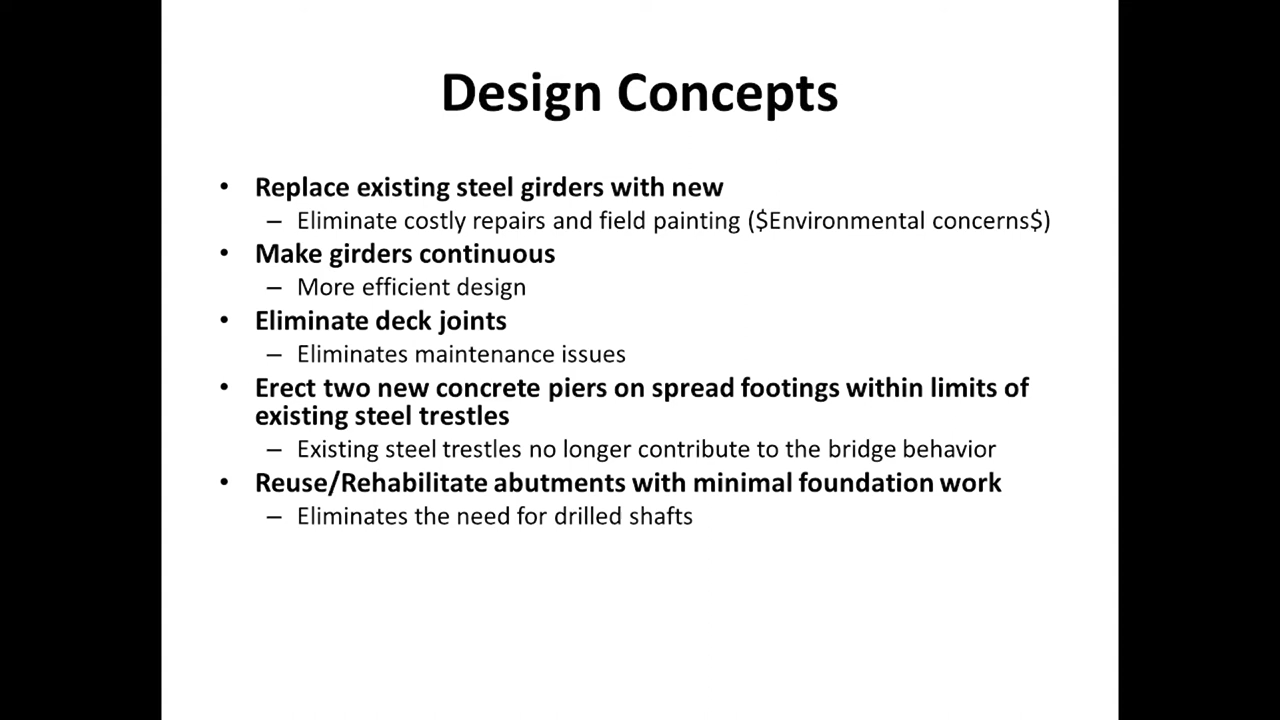 Design Concepts
• Replace existing steel girders with new
– Eliminate costly repairs and field painting ($Environmental concerns$)
• Make girders continuous
– More efficient design
• Eliminate deck joints
– Eliminates maintenance issues
• Erect two new concrete piers on spread footings within limits of
existing steel trestles
– Existing steel trestles no longer contribute to the bridge behavior
• Reuse/Rehabilitate abutments with minimal foundation work
– Eliminates the need for drilled shafts